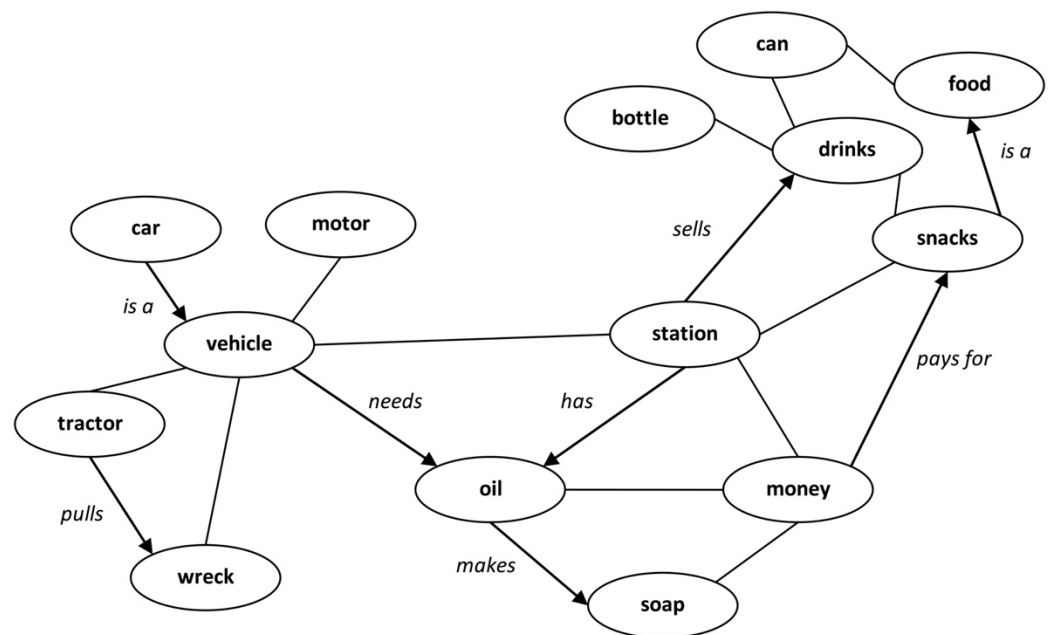 can
food
bottle
drinks
is a
car
motor
sells
snacks
is a
vehicle
station
pays for
needs
has
tractor
oil
money
pulls
makes
wreck
soap